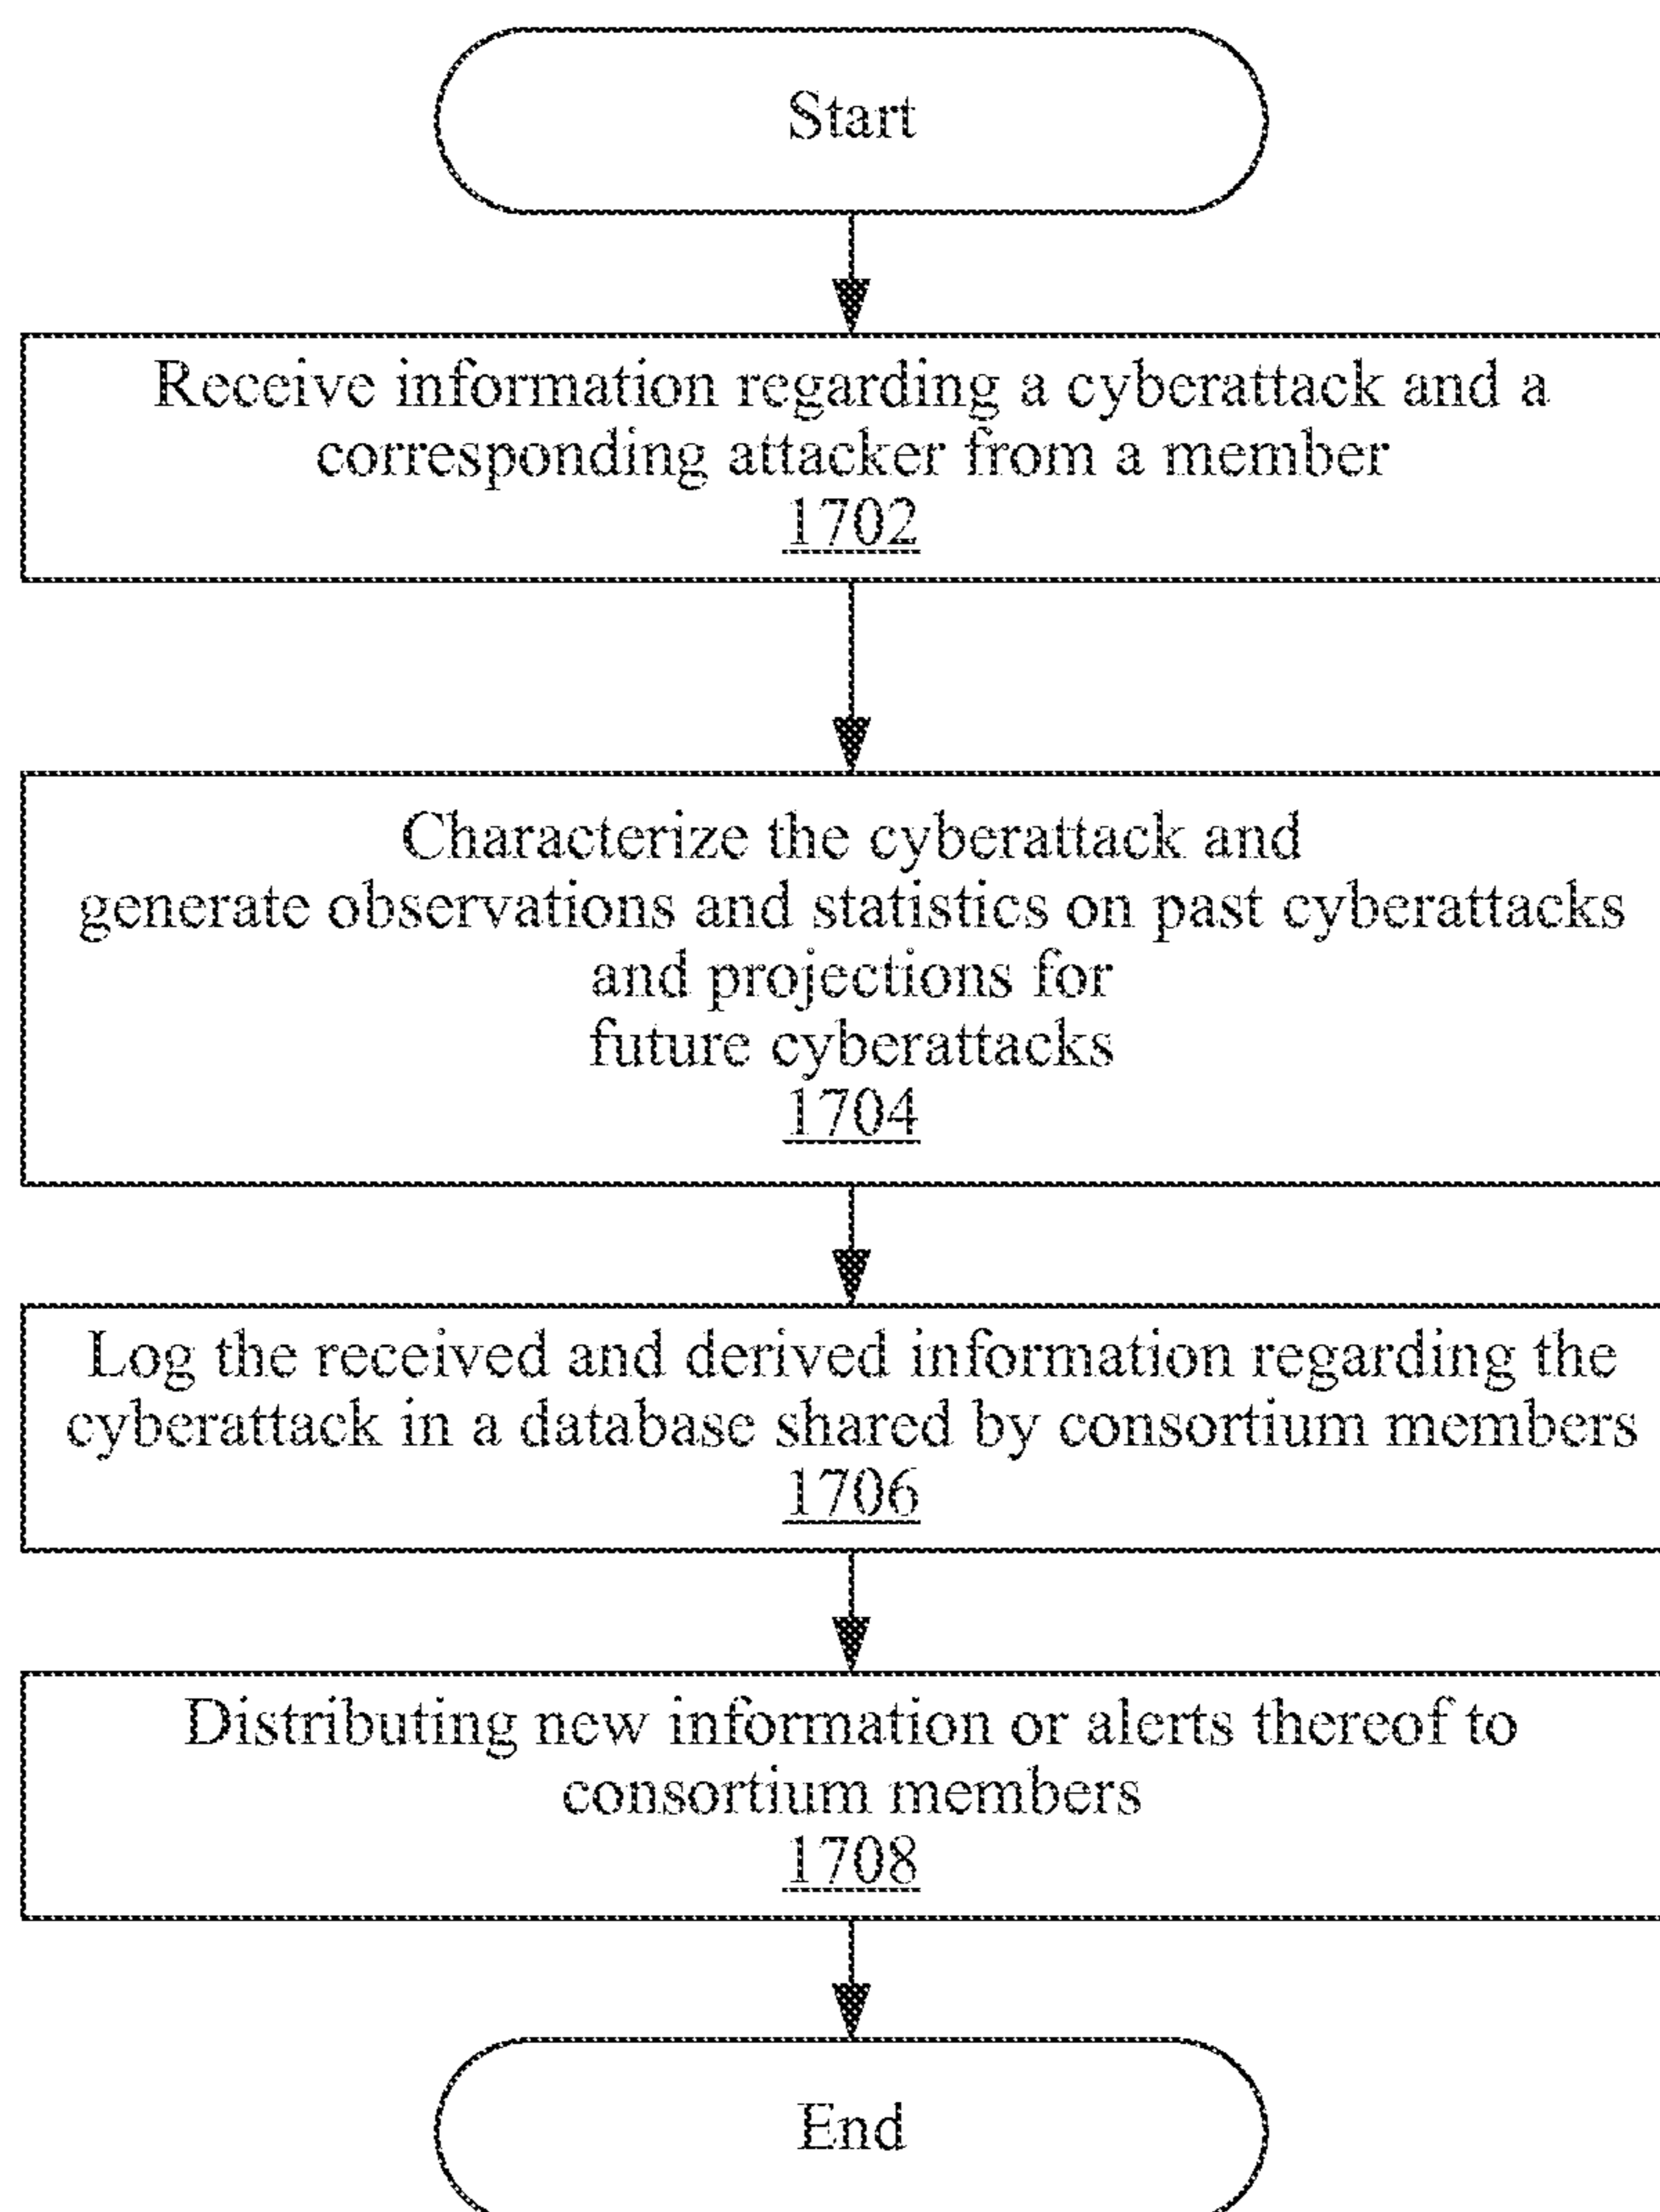 Start
Receive information regarding a cyberattack and a
corresponding attacker from a member
1702
Characterize the cyberattack and
generate observations and statistics on past cyberattacks
and projections for
future cyberattacks
1704
Log the received and derived information regarding the
cyberattack in a database shared by consortium members
1706
Distributing new information or alerts thereof to
consortium members
1708
End